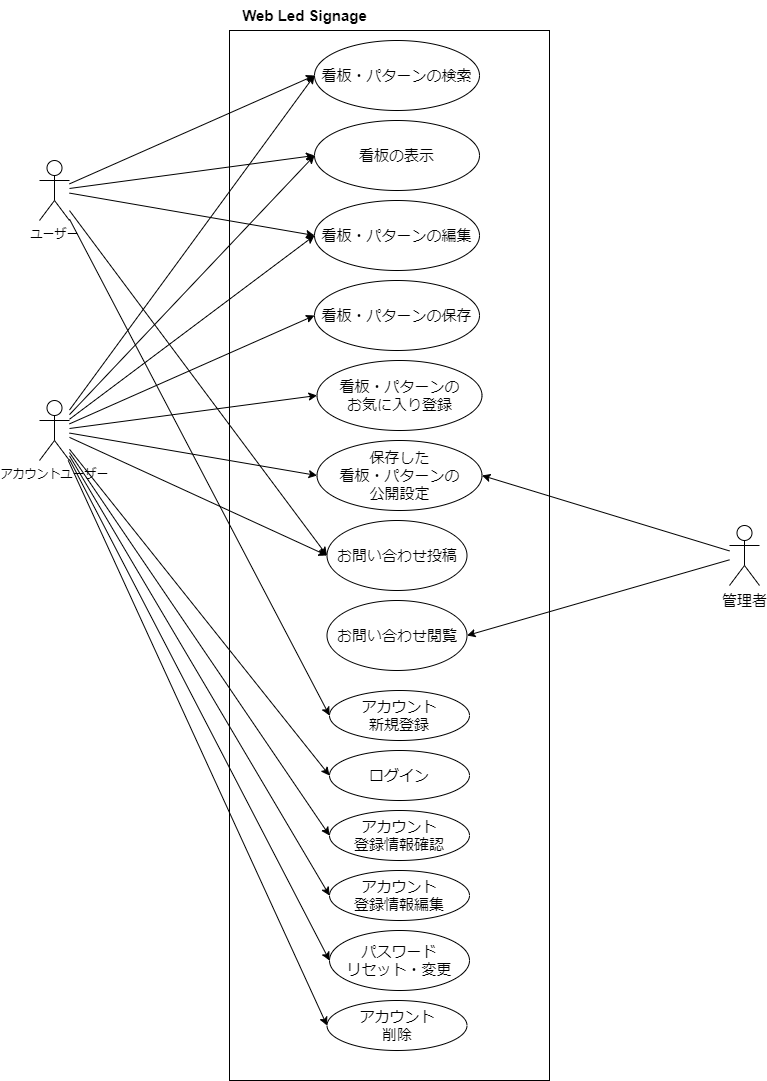 Web Led Signage
看板・パターンの検索
看板の表示
ユーザー
看板・パターンの編集
看板・パターンの保存
看板・パターンの
お気に入り登録
アカウントユーザー
保存した
看板・パターンの
公開設定
お問い合わせ投稿
管理者
お問い合わせ閲覧
アカウント
新規登録
ログイン
アカウント
登録情報確認
アカウント
登録情報編集
パスワード
リセット・変更
アカウント
削除